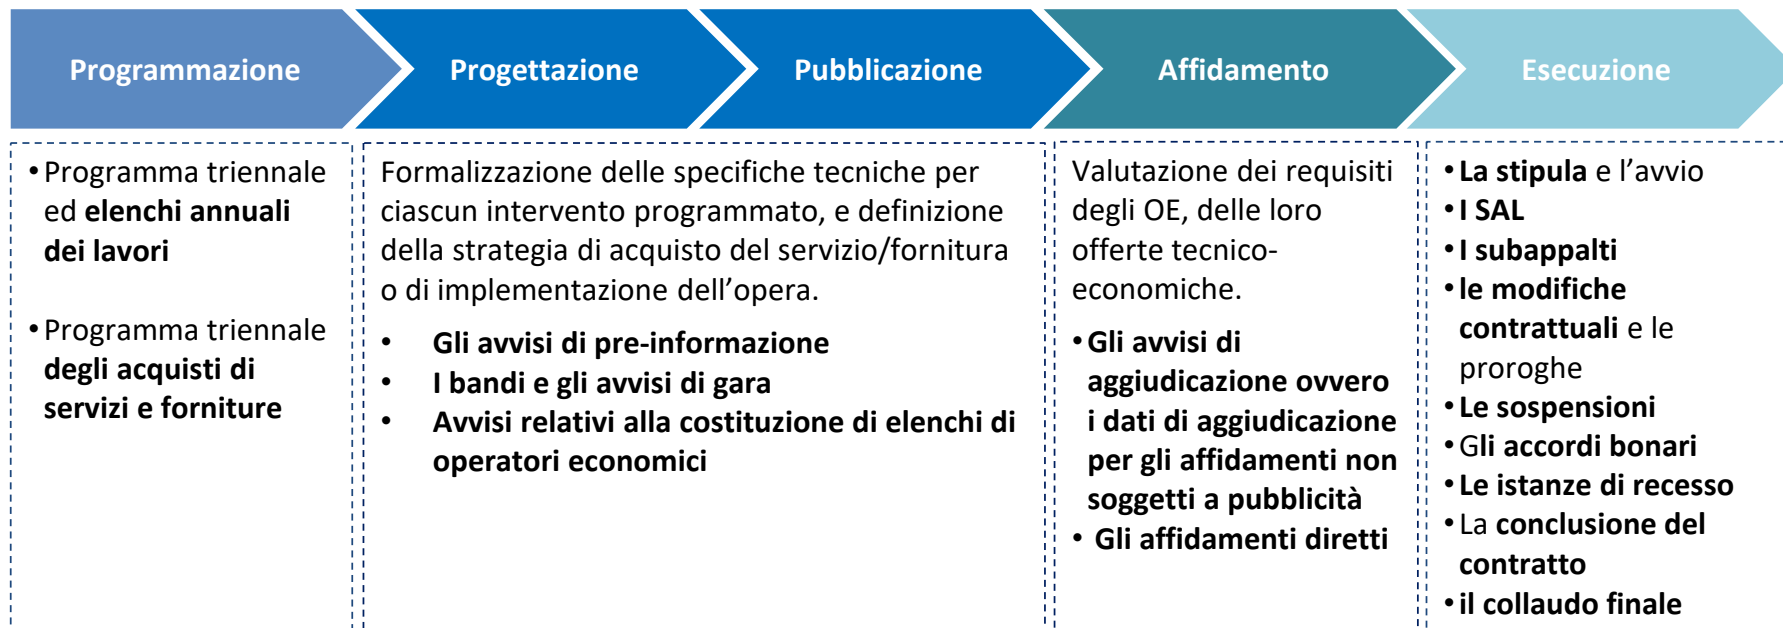 Programmazione
Progettazione
Pubblicazione
Affidamento
Esecuzione
• Programma triennale
ed elenchi annuali
dei lavori
• Programma triennale
degli acquisti di
servizi e forniture
Formalizzazione delle specifiche tecniche per
ciascun intervento programmato, e definizione
della strategia di acquisto del servizio/fornitura
o di implementazione dell’opera.
• Gli avvisi di pre-informazione
• I bandi e gli avvisi di gara
• Avvisi relativi alla costituzione di elenchi di
operatori economici
Valutazione dei requisiti
degli OE, delle loro
offerte tecnico-
economiche.
• Gli avvisi di
aggiudicazione ovvero
i dati di aggiudicazione
per gli affidamenti non
soggetti a pubblicità
• Gli affidamenti diretti
• La stipula e l’avvio
• I SAL
• I subappalti
• le modifiche
contrattuali e le
proroghe
• Le sospensioni
• Gli accordi bonari
• Le istanze di recesso
• La conclusione del
contratto
• il collaudo finale